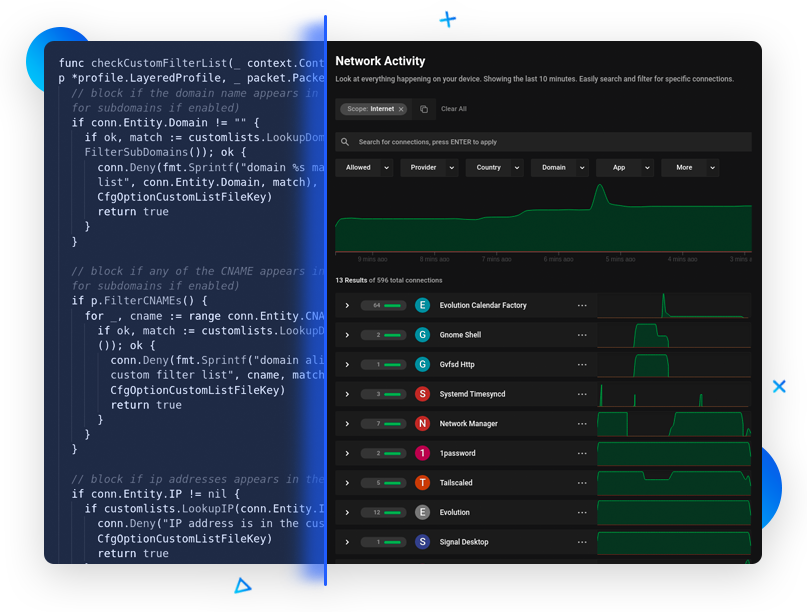 func checkCustomFilterList(_ context.Cont
p *profile.LayeredProfile, _ packet.Packe
// block if the domain name appears in
for subdomains if enabled)
if conn.Entity.Domain != "" {
if ok, match := customlists.LookupDom
FilterSubDomains()); ok {
conn.Deny(fmt.Sprintf("domain %s ma
list", conn.Entity.Domain, match),
CfgOptionCustomListFileKey)
return true
}
}
// block if any of the CNAME appears in
for subdomains if enabled)
if p.FilterCNAMEs() {
for _, cname := range conn.Entity.CNA
if ok, match := customlists.LookupD
()); ok {
conn.Deny(fmt.Sprintf("domain ali
custom filter list", cname, match
CfgOptionCustomListFileKey)
return true
}
}
}
// block if ip addresses appears in the
if conn.Entity.IP != nil {
if customlists.LookupIP(conn.Entity.I
conn.Deny("IP address is in the cus
CfgOptionCustomListFileKey)
return true
Network Activity
Look at everything happening on your device. Showing the last 10 minutes. Easily search and filter for specific connections.
Scope: Internet Clear All
Search for connections, press ENTER to apply
Allowed Provider Country Domain App More
9 mins ago 8 mins ago 7 mins ago 6 mins ago 5 mins ago 4 mins ago 3 mins a
13 Results of 596 total connections
64 E Evolution Calendar Factory
2 G Gnome Shell
1 G Gvfsd Http
3 S Systemd Timesyncd
7 N Network Manager
2 1 1password
5 T Tailscaled
12 E Evolution
1 S Signal Desktop